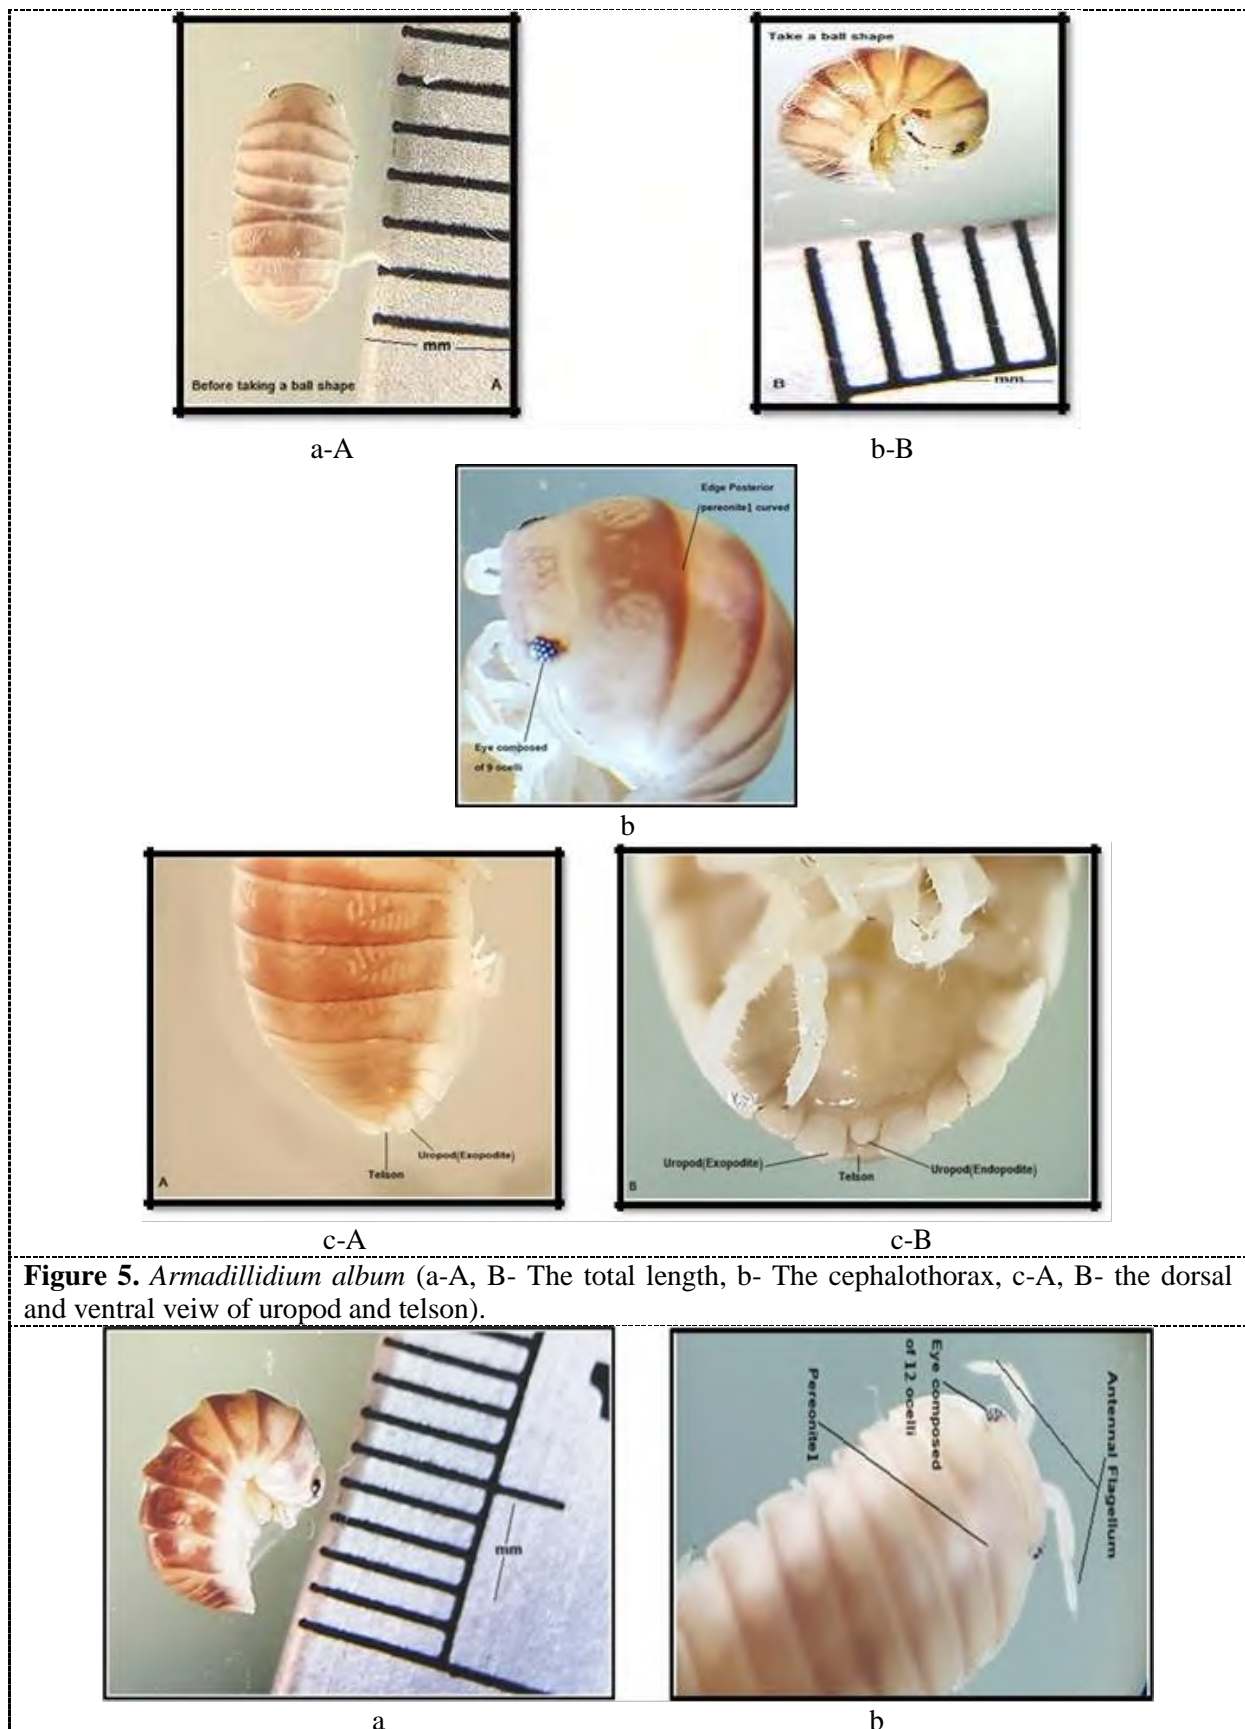 Before taking a ball shape
mm
A
Take a ball shape
B
mm
a-A
b-B
Edge Posterior
pereonite1 curved
Eye composed
of 9 ocelli
b
Uropod(Exopodite)
Telson
A
Uropod(Exopodite)
Telson
Uropod(Endopodite)
B
c-A
c-B
Figure 5. Armadillidium album (a-A, B- The total length, b- The cephalothorax, c-A, B- the dorsal
and ventral veiw of uropod and telson).
mm
Eye composed
of 12 ocelli
Pereonite1
Antennal Flagellum
a
b